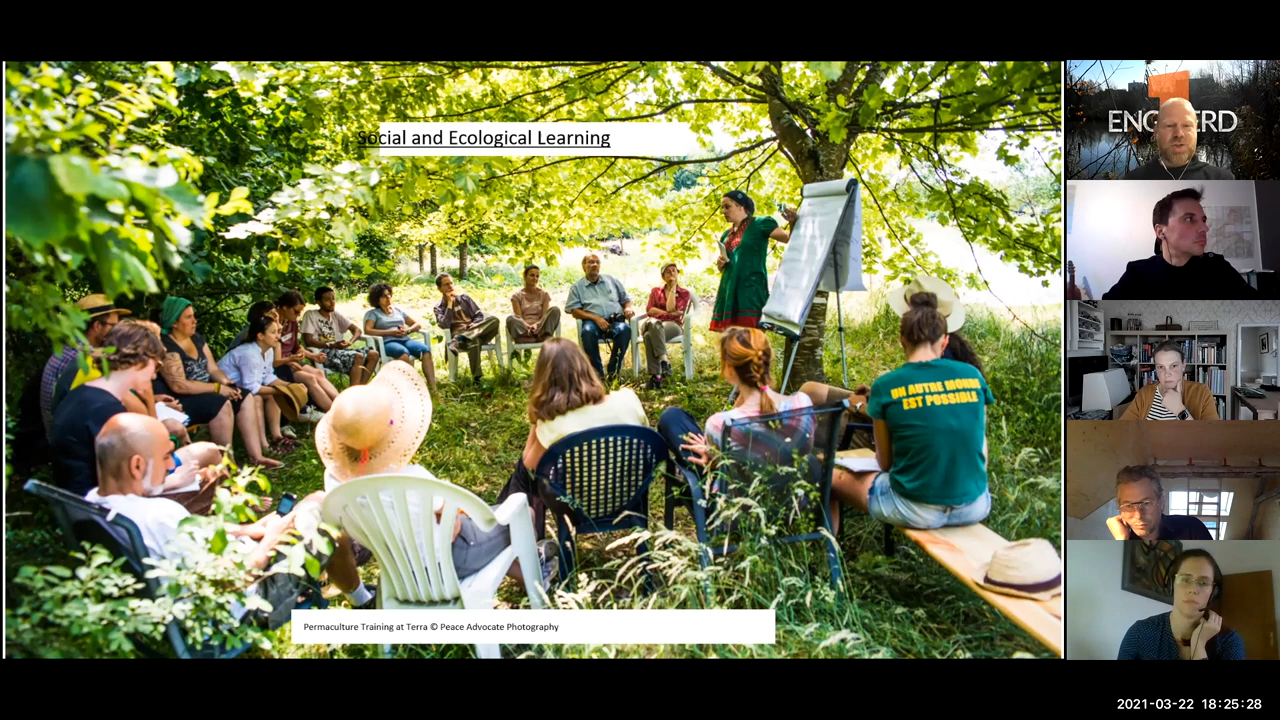 Social and Ecological Learning
UN AUTRE MONDE
EST POSSIBLE
Permaculture Training at Terra © Peace Advocate Photography
2021-03-22 18:25:28